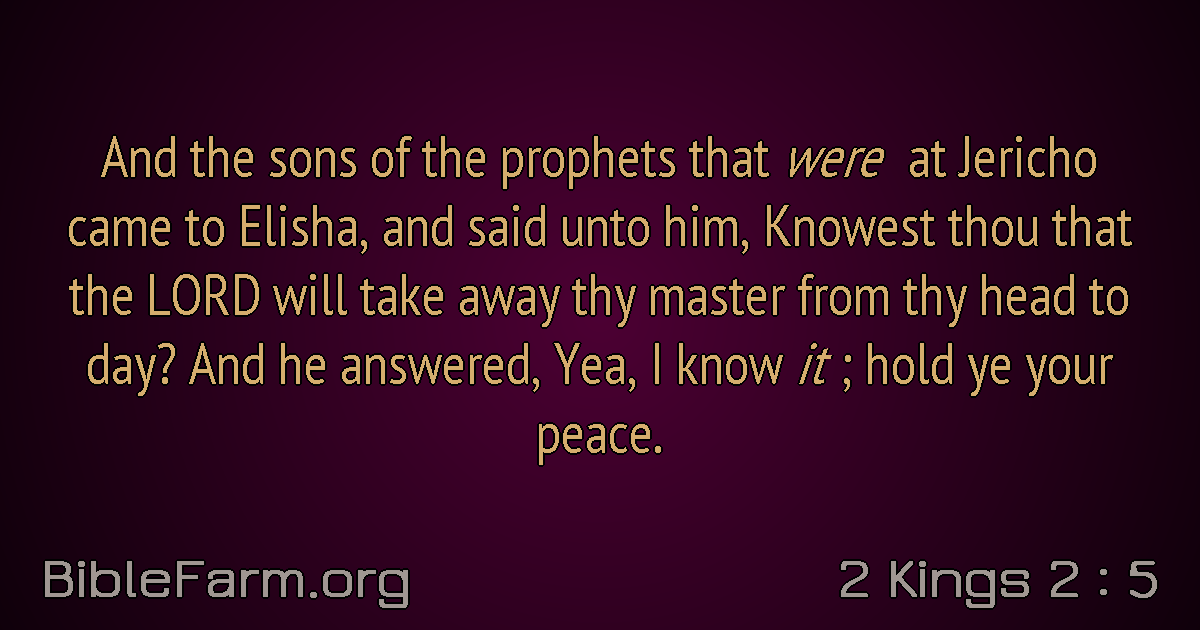 And the sons of the prophets that were at Jericho
came to Elisha, and said unto him, Knowest thou that
the LORD will take away thy master from thy head to
day? And he answered, Yea, I know it ; hold ye your
peace.
BibleFarm.org
2 Kings 2 : 5